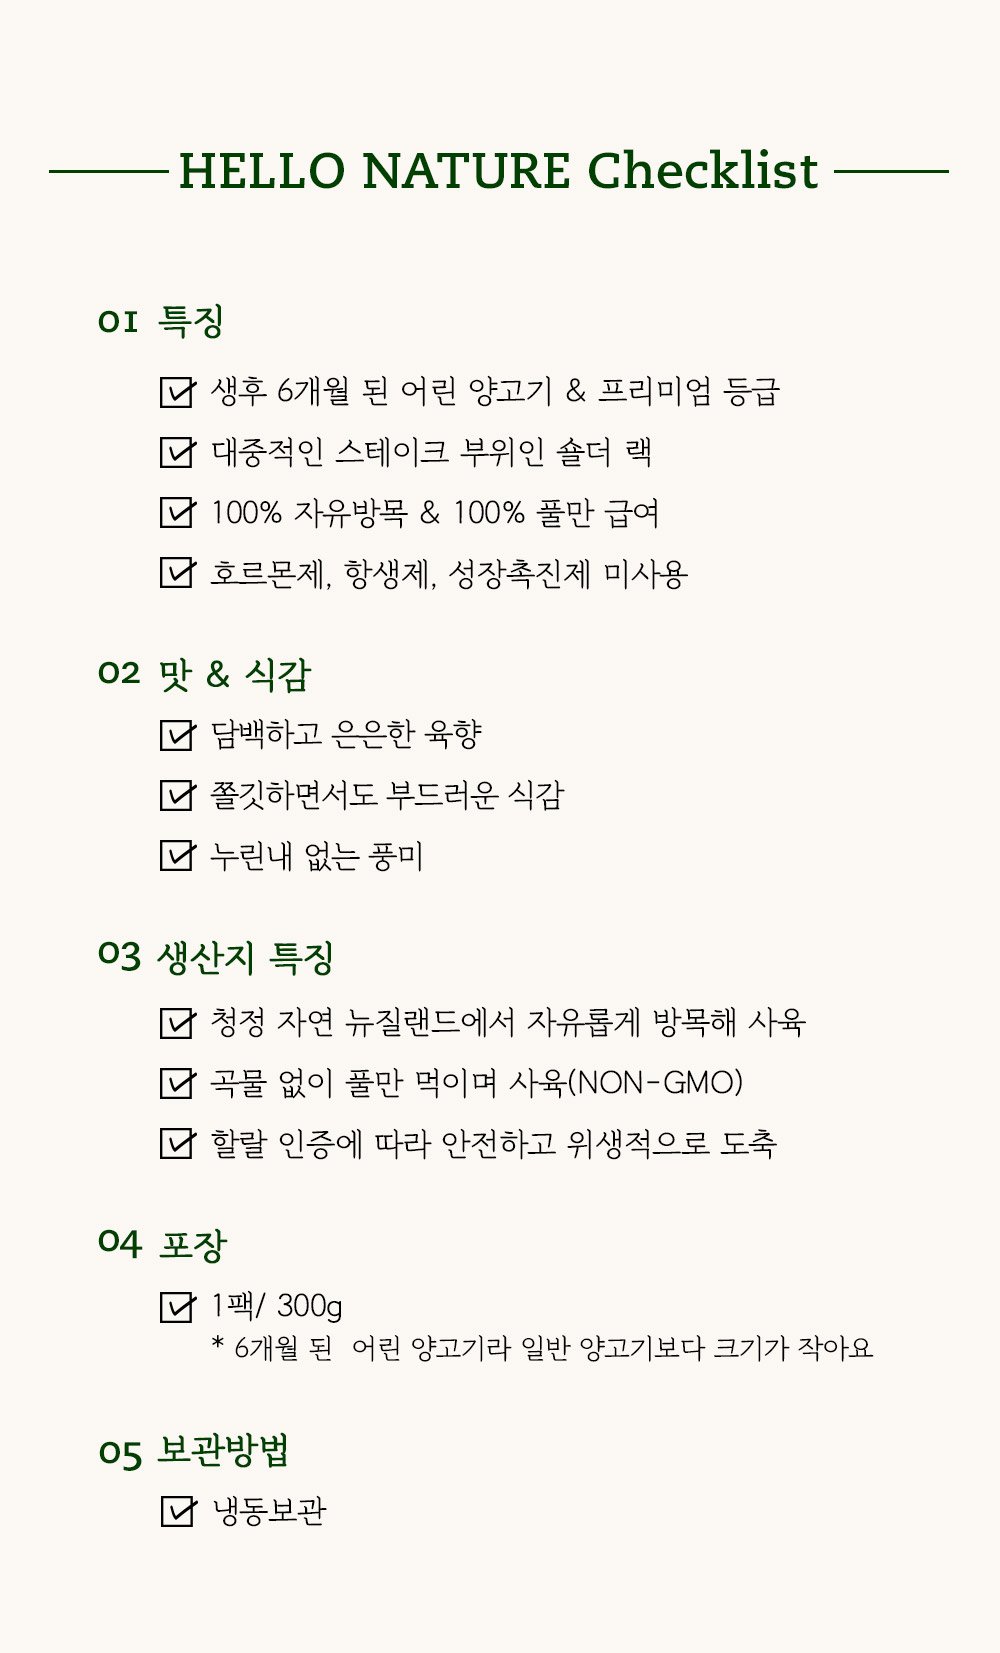 HELLO NATURE Checklist
01 특징
생후 6개월 된 어린 양고기 & 프리미엄 등급
대중적인 스테이크 부위인 숄더 랙
100% 자유방목 & 100% 풀만 급여
호르몬제, 항생제, 성장촉진제 미사용
02 맛 & 식감
담백하고 은은한 육향
쫄깃하면서도 부드러운 식감
누린내 없는 풍미
03 생산지 특징
청정 자연 뉴질랜드에서 자유롭게 방목해 사육
곡물 없이 풀만 먹이며 사육(NON-GMO)
할랄 인증에 따라 안전하고 위생적으로 도축
04 포장
1팩/ 300g
* 6개월 된 어린 양고기라 일반 양고기보다 크기가 작아요
05 보관방법
냉동보관